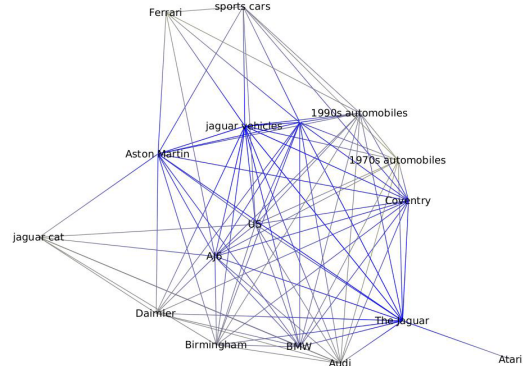 sports cars
Ferrari
1990s automobiles
jaguar vehicles
Aston Martin
1970s automobiles
Coventry
US
jaguar cat
AJ6
Daimler
The jaguar
Birmingham
BMW
Atari
Audi